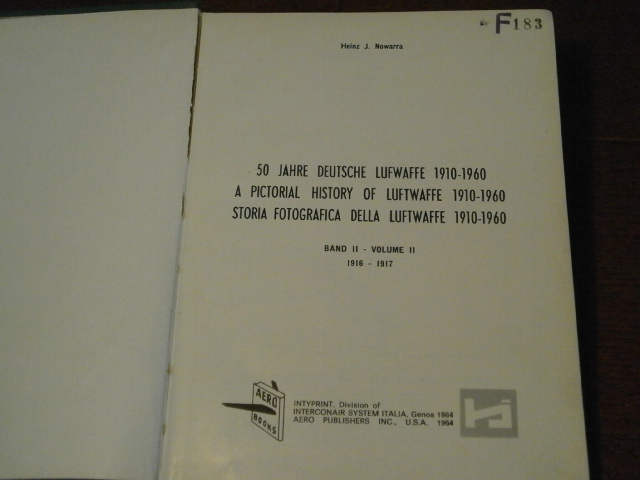 F183
Heinz J. Nowarra
50 JAHRE DEUTSCHE LUFWAFFE 1910-1960
A PICTORIAL HISTORY OF LUFTWAFFE 1910-1960
STORIA FOTOGRAFICA DELLA LUFTWAFFE 1910-1960
BAND II - VOLUME II
1916 - 1917
AERO
BOOKS
INTYPRINT, Division of
INTERCONAIR SYSTEM ITALIA, Genoa 1964
AERO PUBLISHERS INC., U.S.A. 1964